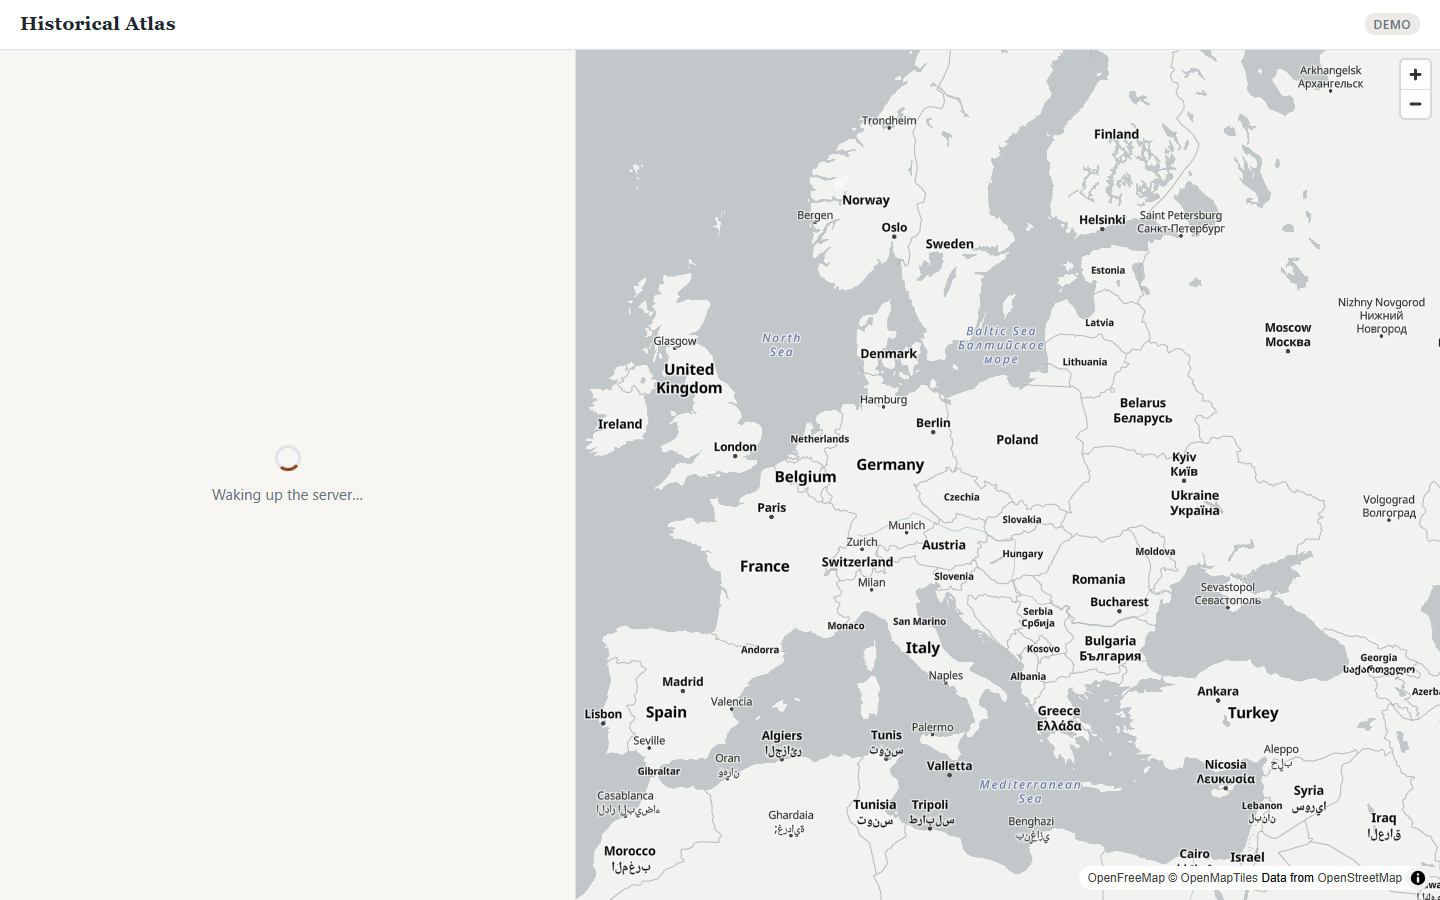 Historical Atlas
DEMO
Waking up the server...
Arkhangelsk
Архангельск
Trondheim
Finland
Norway
Bergen
Oslo
Helsinki
Saint Petersburg
Санкт-Петербург
Sweden
Estonia
Nizhny Novgorod
Нижний
Новгород
Latvia
Moscow
Москва
North
Sea
Baltic Sea
Балтийское
море
Glasgow
Denmark
Lithuania
United
Kingdom
Hamburg
Belarus
Беларусь
Ireland
Berlin
London
Netherlands
Poland
Kyiv
Київ
Germany
Belgium
Czechia
Ukraine
Україна
Volgograd
Волгоград
Paris
Slovakia
Munich
Zurich
Austria
Hungary
Moldova
France
Switzerland
Slovenia
Milan
Romania
Sevastopol
Севастополь
Bucharest
Serbia
Србија
Monaco
San Marino
Andorra
Italy
Kosovo
Bulgaria
България
Georgia
საქართველო
Naples
Albania
Madrid
Valencia
Ankara
Azerb
Lisbon
Spain
Greece
Ελλάδα
Turkey
Seville
Algiers
الجزائر
Tunis
تونس
Palermo
Oran
وهران
Gibraltar
Valletta
Aleppo
حلب
Nicosia
Λευκωσία
Mediterranean
Sea
Casablanca
الدار البيضاء
Syria
سوريا
Tunisia
تونس
Tripoli
طرابلس
Lebanon
لبنان
Ghardaia
غرداية
Benghazi
بنغازي
Iraq
العراق
Morocco
المغرب
Cairo
Israel
OpenFreeMap © OpenMapTiles Data from OpenStreetMap